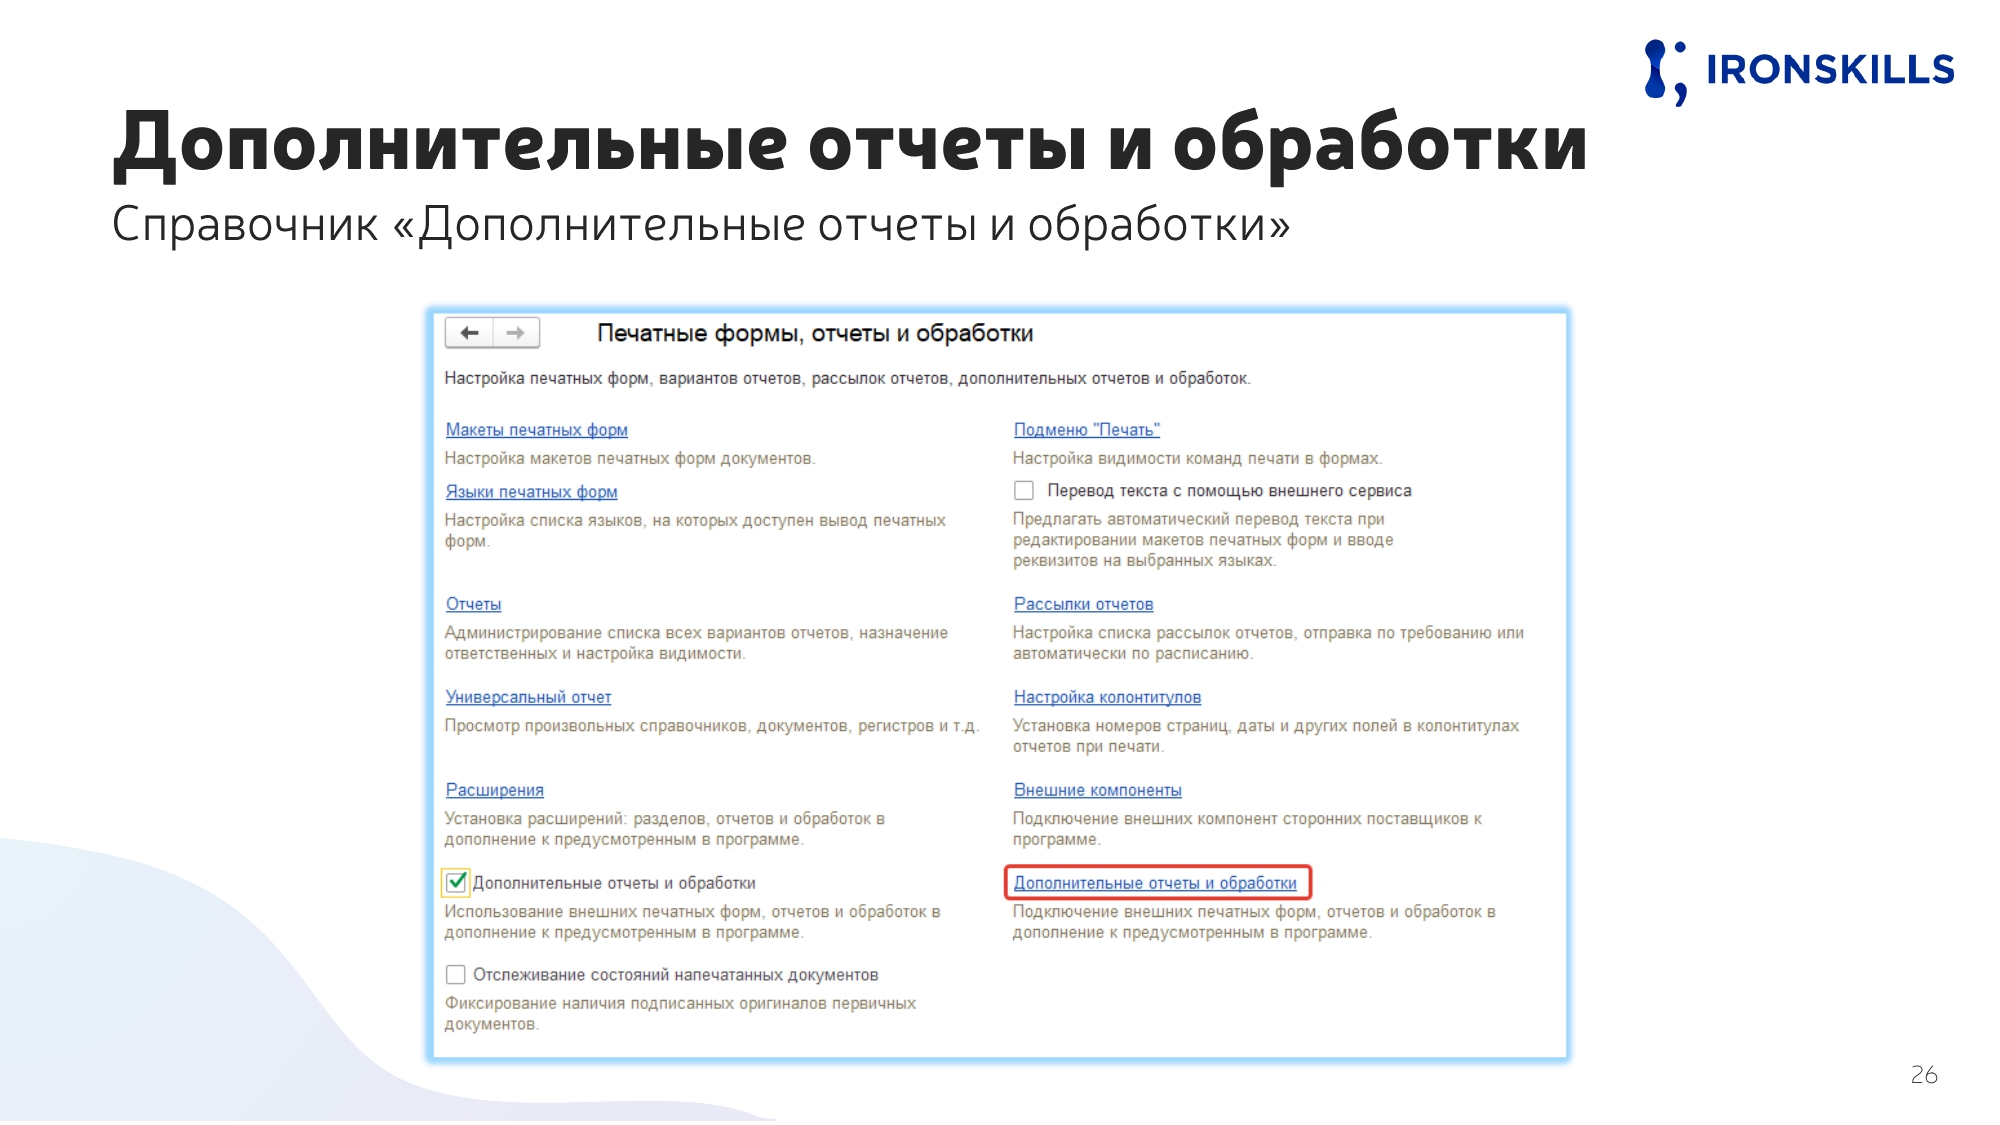 IRONSKILLS
Дополнительные отчеты и обработки
Справочник «Дополнительные отчеты и обработки»
Печатные формы, отчеты и обработки
Настройка печатных форм, вариантов отчетов, рассылок отчетов, дополнительных отчетов и обработок.
Макеты печатных форм
Настройка макетов печатных форм документов.
Языки печатных форм
Настройка списка языков, на которых доступен вывод печатных
форм.
Отчеты
Администрирование списка всех вариантов отчетов, назначение
ответственных и настройка видимости.
Универсальный отчет
Просмотр произвольных справочников, документов, регистров и т.д.
Расширения
Установка расширений: разделов, отчетов и обработок в
дополнение к предусмотренным в программе.
Дополнительные отчеты и обработки
Использование внешних печатных форм, отчетов и обработок в
дополнение к предусмотренным в программе.
Отслеживание состояний напечатанных документов
Фиксирование наличия подписанных оригиналов первичных
документов.
Подменю "Печать"
Настройка видимости команд печати в формах.
Перевод текста с помощью внешнего сервиса
Предлагать автоматический перевод текста при
редактировании макетов печатных форм и вводе
реквизитов на выбранных языках.
Рассылки отчетов
Настройка списка рассылок отчетов, отправка по требованию или
автоматически по расписанию.
Настройка колонтитулов
Установка номеров страниц, даты и других полей в колонтитулах
отчетов при печати.
Внешние компоненты
Подключение внешних компонент сторонних поставщиков к
программе.
Дополнительные отчеты и обработки
Подключение внешних печатных форм, отчетов и обработок в
дополнение к предусмотренным в программе.
26